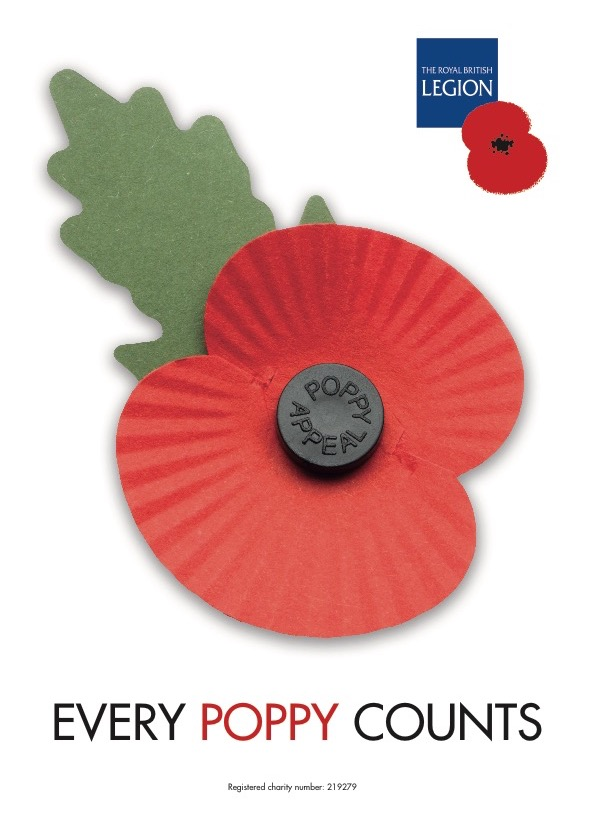 THE ROYAL BRITISH
LEGION
POPPY
APPEAL
EVERY POPPY COUNTS
Registered charity number: 219279